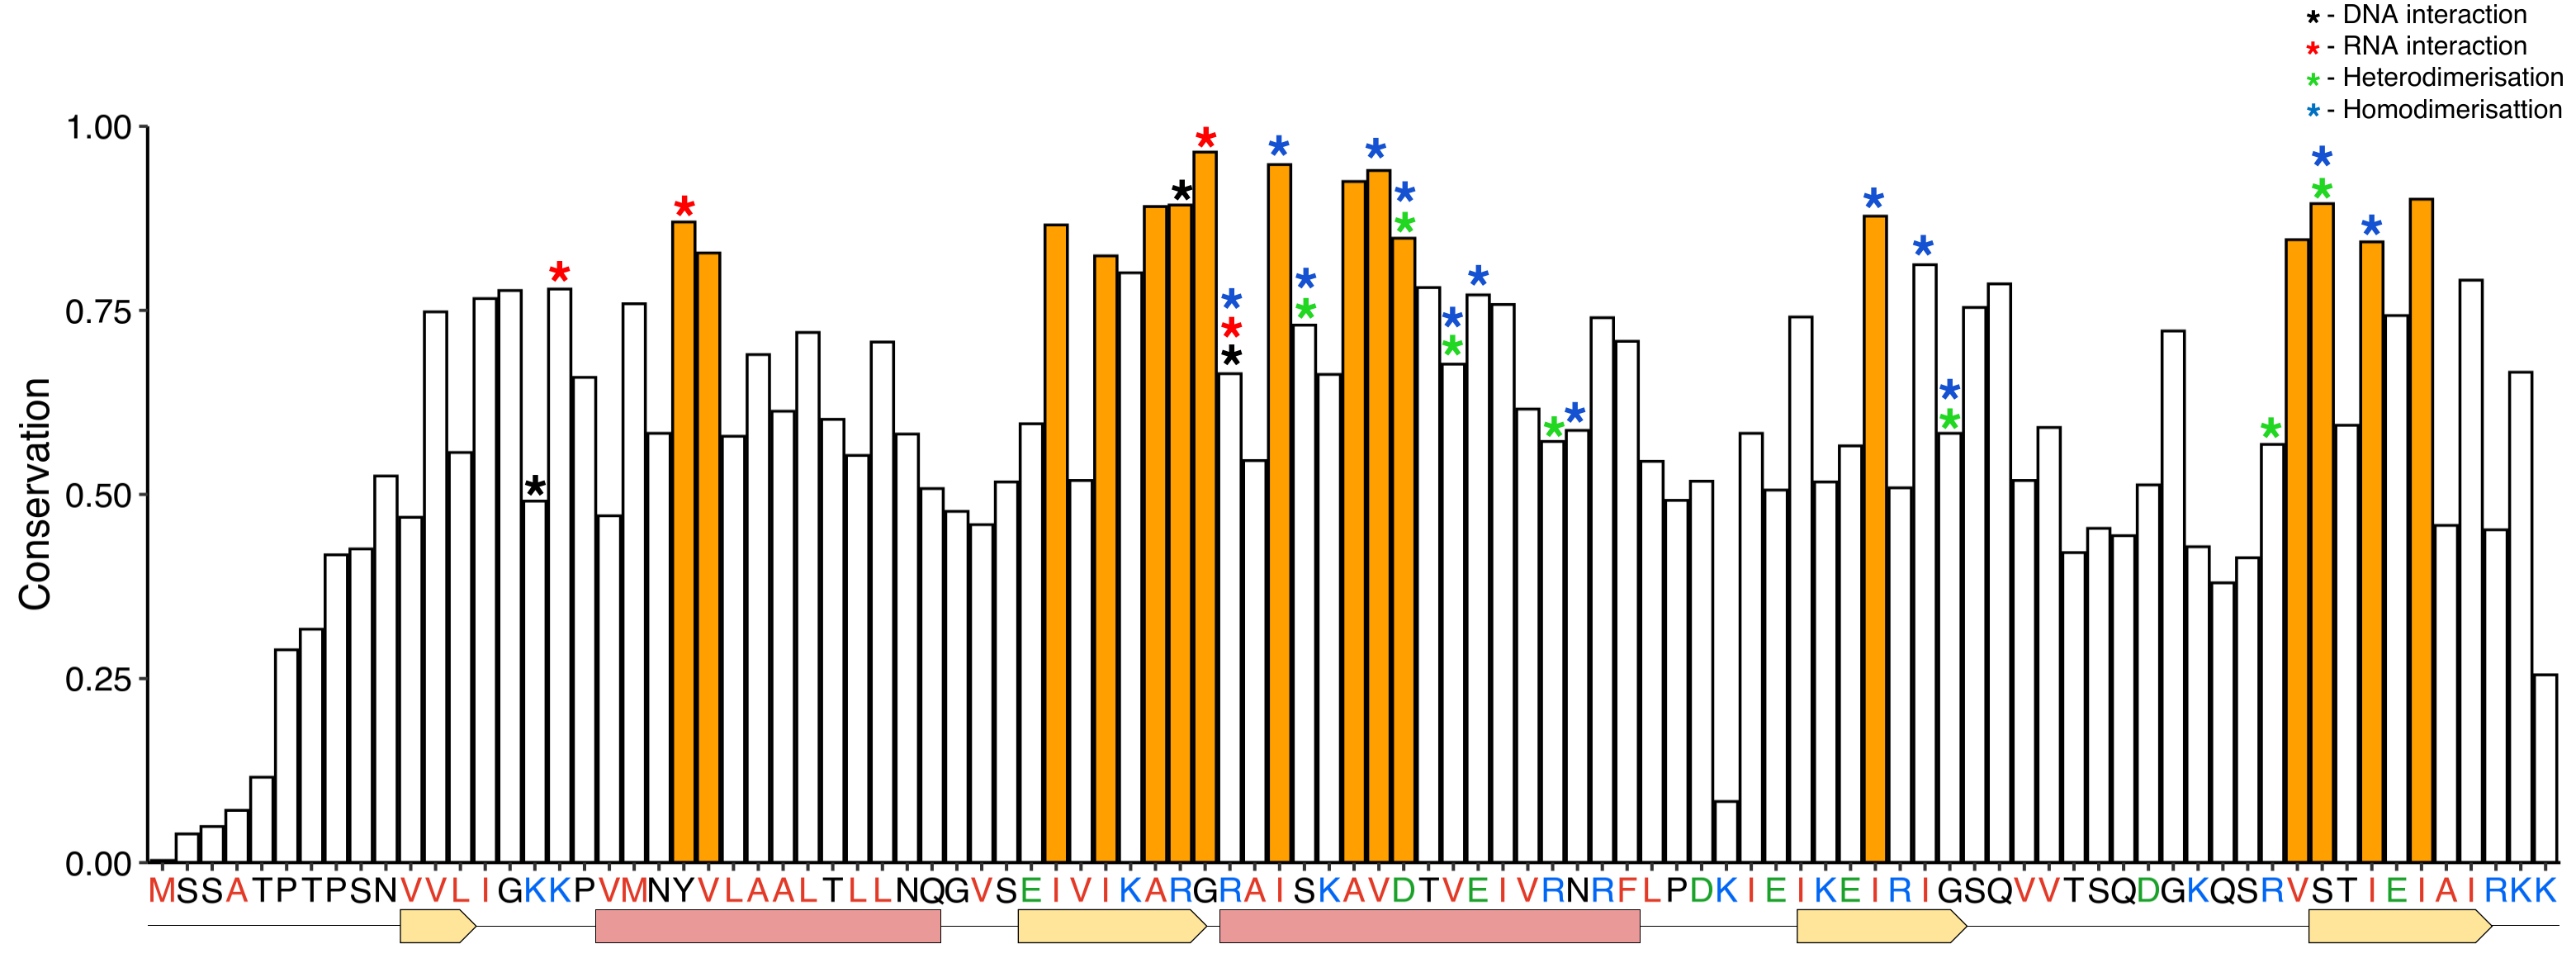 * - DNA interaction
* - RNA interaction
* - Heterodimerisation
* - Homodimerisattion
Conservation
1.00
0.75
0.50
0.25
0.00
MSSATPTPSNVVLIGKKPVMNYVLAALTLLNQGVSEIVIKARGRAISKAVDTVEIVRNRFLPDKIEIKEIRIGSQVVTSQDGKQSRVSTIEIAIRKK